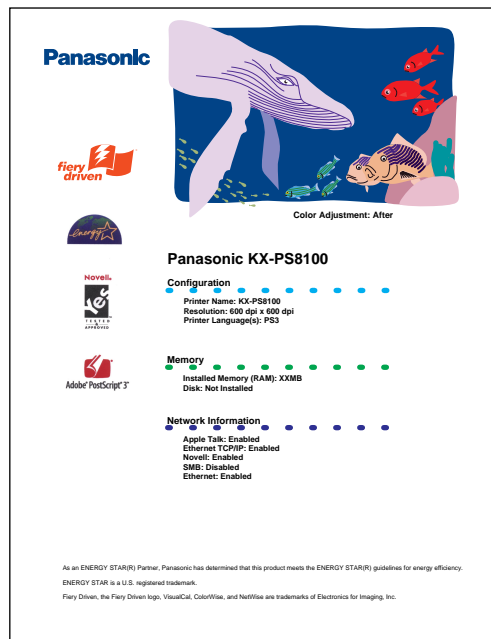 Panasonic
fiery
driven
energy
Color Adjustment: After
Panasonic KX-PS8100
Configuration
Printer Name: KX-PS8100
Resolution: 600 dpi x 600 dpi
Printer Language(s): PS3
Novell.
Yes
TESTED
&
APPROVED
Memory
Installed Memory (RAM): XXMB
Disk: Not Installed
Adobe® PostScript® 3™
Network Information
Apple Talk: Enabled
Ethernet TCP/IP: Enabled
Novell: Enabled
SMB: Disabled
Ethernet: Enabled
As an ENERGY STAR(R) Partner, Panasonic has determined that this product meets the ENERGY STAR(R) guidelines for energy efficiency.
ENERGY STAR is a U.S. registered trademark.
Fiery Driven, the Fiery Driven logo, VisualCal, ColorWise, and NetWise are trademarks of Electronics for Imaging, Inc.